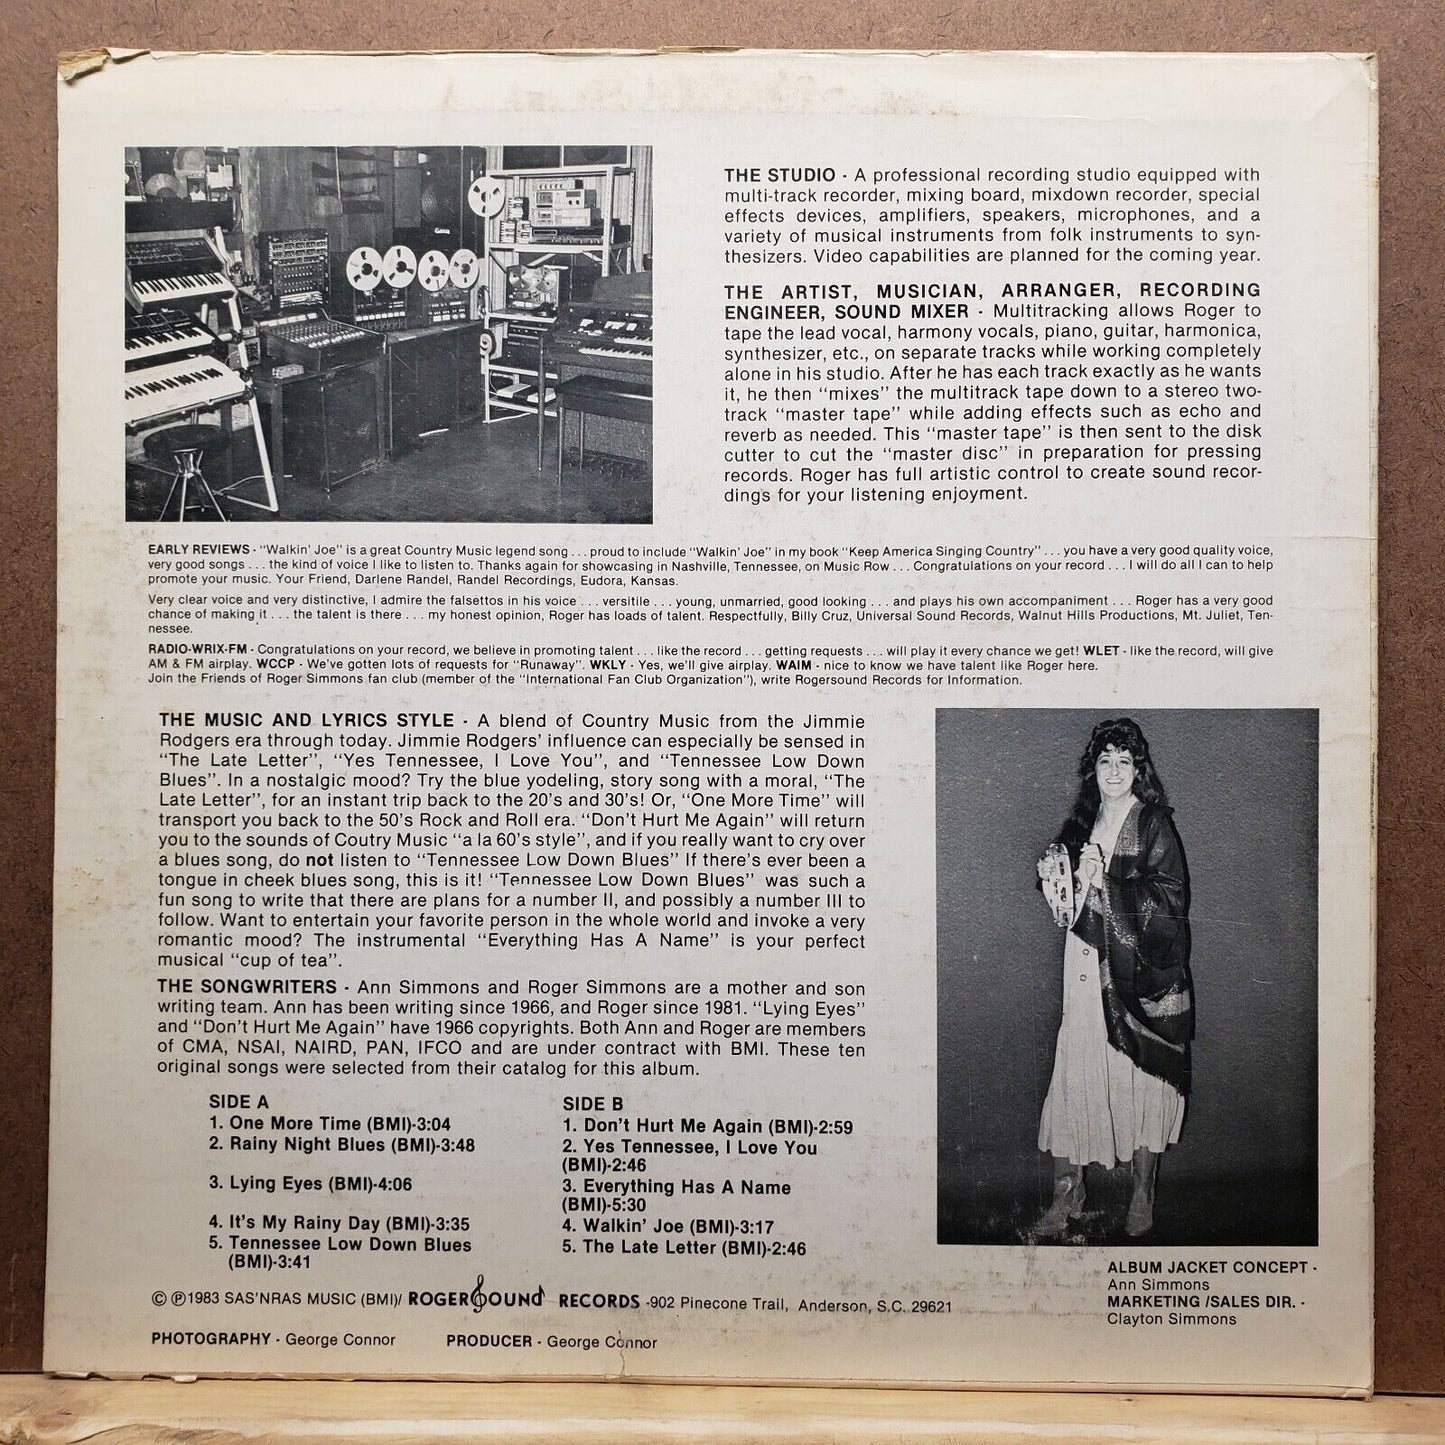 THE STUDIO - A professional recording studio equipped with
multi-track recorder, mixing board, mixdown recorder, special
effects devices, amplifiers, speakers, microphones, and a
variety of musical instruments from folk instruments to syn-
thesizers. Video capabilities are planned for the coming year.
THE ARTIST, MUSICIAN, ARRANGER, RECORDING
ENGINEER, SOUND MIXER - Multitracking allows Roger to
tape the lead vocal, harmony vocals, piano, guitar, harmonica,
synthesizer, etc., on separate tracks while working completely
alone in his studio. After he has each track exactly as he wants
it, he then "mixes" the multitrack tape down to a stereo two-
track "master tape" while adding effects such as echo and
reverb as needed. This "master tape" is then sent to the disk
cutter to cut the "master disc" in preparation for pressing
records. Roger has full artistic control to create sound recor-
dings for your listening enjoyment.
EARLY REVIEWS - "Walkin' Joe" is a great Country Music legend song . . . proud to include "Walkin' Joe" in my book "Keep America Singing Country" . . . you have a very good quality voice,
very good songs . . . the kind of voice I like to listen to. Thanks again for showcasing in Nashville, Tennessee, on Music Row . . . Congratulations on your record . . . I will do all I can to help
promote your music. Your Friend, Darlene Randel, Randel Recordings, Eudora, Kansas.
Very clear voice and very distinctive, I admire the falsettos in his voice . . . versitile . . . young, unmarried, good looking . . . and plays his own accompaniment . . . Roger has a very good
chance of making it . . . the talent is there . . . my honest opinion, Roger has loads of talent. Respectfully, Billy Cruz, Universal Sound Records, Walnut Hills Productions, Mt. Juliet, Ten-
nessee.
RADIO-WRIX-FM - Congratulations on your record, we believe in promoting talent . . . like the record . . . getting requests . . . will play it every chance we get! WLET - like the record, will give
AM & FM airplay. WCCP - We've gotten lots of requests for "Runaway". WKLY - Yes, we'll give airplay. WAIM - nice to know we have talent like Roger here.
Join the Friends of Roger Simmons fan club (member of the "International Fan Club Organization"), write Rogersound Records for Information.
THE MUSIC AND LYRICS STYLE - A blend of Country Music from the Jimmie
Rodgers era through today. Jimmie Rodgers' influence can especially be sensed in
"The Late Letter", "Yes Tennessee, I Love You", and "Tennessee Low Down
Blues". In a nostalgic mood? Try the blue yodeling, story song with a moral, "The
Late Letter", for an instant trip back to the 20's and 30's! Or, "One More Time" will
transport you back to the 50's Rock and Roll era. "Don't Hurt Me Again" will return
you to the sounds of Coutry Music "a la 60's style", and if you really want to cry over
a blues song, do not listen to "Tennessee Low Down Blues" If there's ever been a
tongue in cheek blues song, this is it! "Tennessee Low Down Blues" was such a
fun song to write that there are plans for a number II, and possibly a number III to
follow. Want to entertain your favorite person in the whole world and invoke a very
romantic mood? The instrumental "Everything Has A Name" is your perfect
musical "cup of tea".
THE SONGWRITERS - Ann Simmons and Roger Simmons are a mother and son
writing team. Ann has been writing since 1966, and Roger since 1981. "Lying Eyes"
and "Don't Hurt Me Again" have 1966 copyrights. Both Ann and Roger are members
of CMA, NSAI, NAIRD, PAN, IFCO and are under contract with BMI. These ten
original songs were selected from their catalog for this album.
SIDE A
1. One More Time (BMI)-3:04
2. Rainy Night Blues (BMI)-3:48
3. Lying Eyes (BMI)-4:06
4. It's My Rainy Day (BMI)-3:35
5. Tennessee Low Down Blues
(BMI)-3:41
SIDE B
1. Don't Hurt Me Again (BMI)-2:59
2. Yes Tennessee, I Love You
(BMI)-2:46
3. Everything Has A Name
(BMI)-5:30
4. Walkin' Joe (BMI)-3:17
5. The Late Letter (BMI)-2:46
ALBUM JACKET CONCEPT -
Ann Simmons
MARKETING /SALES DIR. -
Clayton Simmons
© ℗1983 SAS'NRAS MUSIC (BMI)/ ROGERSOUND RECORDS -902 Pinecone Trail, Anderson, S.C. 29621
PHOTOGRAPHY - George Connor PRODUCER - George Connor